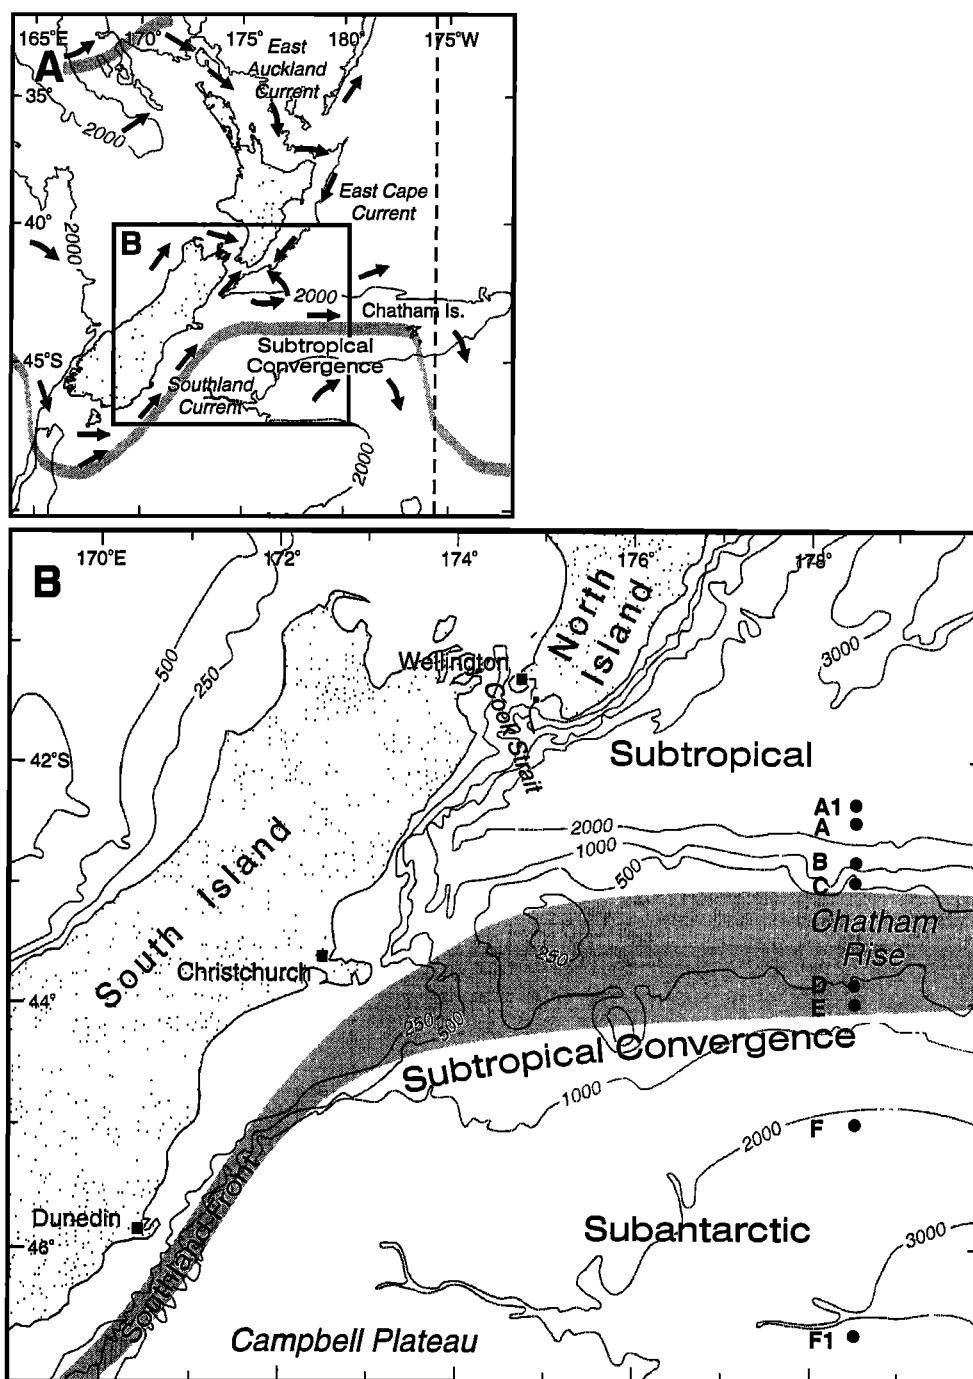 165°E 170° 175° 180° 175°W
A
East
Auckland
Current
35°
2000
East Cape
Current
40°
B
2000
2000
Chatham Is.
Subtropical
Convergence
45°S
Southland
Current
2000
170°E 172° 174° 176° 178°
B
North
Island
500
250
3000
Wellington
Cook Strait
42°S
Subtropical
A1
A
2000
1000
B
500
C
South Island
Chatham
Rise
250
Christchurch
D
44°
E
250
500
Subtropical Convergence
1000
F
2000
Southland Front
Dunedin
Subantarctic
3000
46°
F1
Campbell Plateau